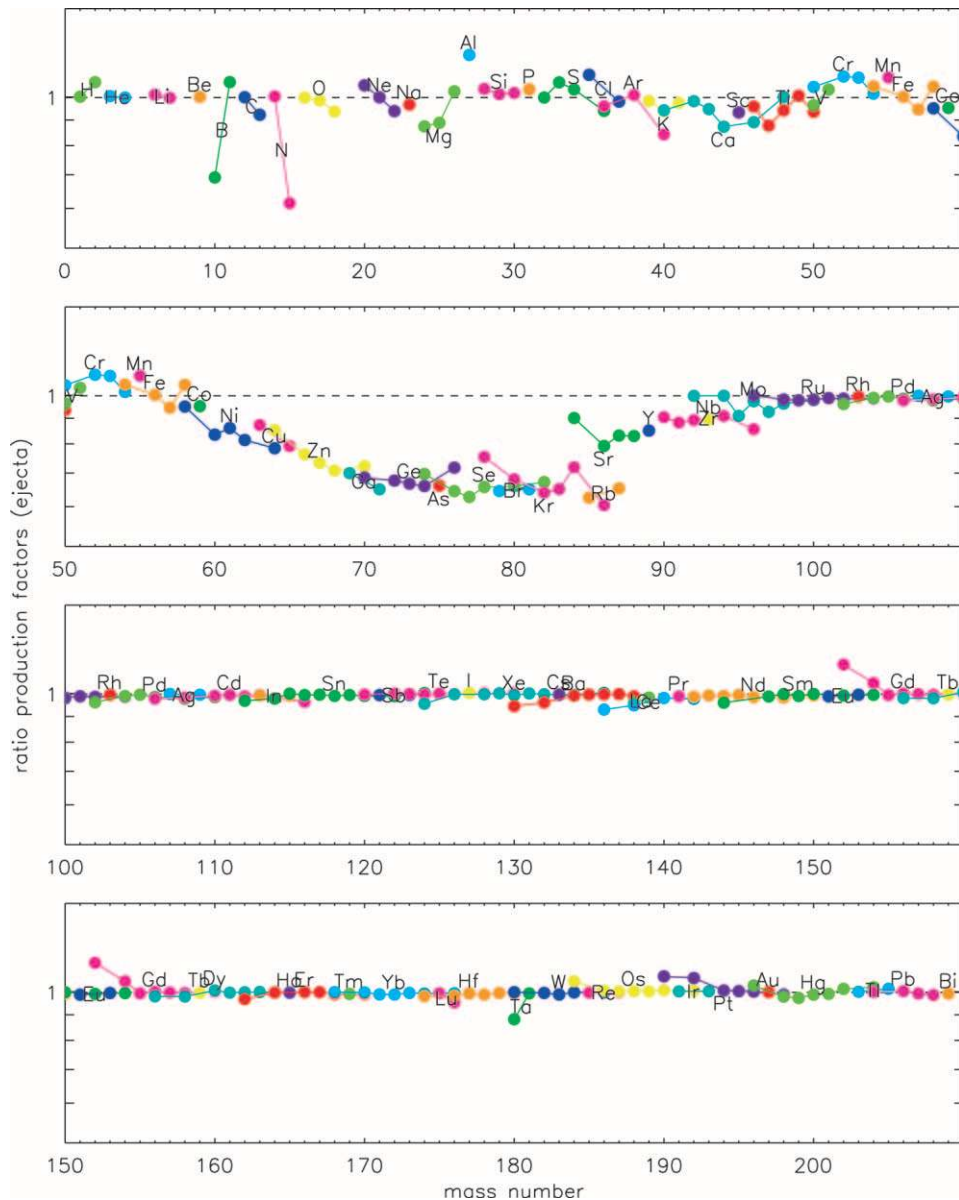 ratio production factors (ejecta)
H He Li Be B C N O Ne Na Mg Al Si P S Cl Ar K Ca Sc Ti V Cr Mn Fe Co
1
0 10 20 30 40 50
V Cr Mn Fe Co Ni Cu Zn Ga Ge As Se Br Kr Rb Sr Y Zr Nb Mo Ru Rh Pd Ag
1
50 60 70 80 90 100
Rh Pd Ag Cd In Sn Sb Te I Xe Cs Ba La Ce Pr Nd Sm Eu Gd Tb
1
100 110 120 130 140 150
Eu Gd Tb Dy Ho Er Tm Yb Lu Hf Ta W Re Os Ir Pt Au Hg Tl Pb Bi
1
150 160 170 180 190 200
mass number